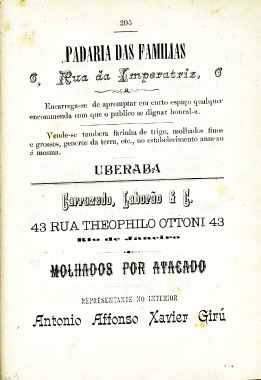 205
PADARIA DAS FAMILIAS
6, Rua da Imperatriz, 6
Encarrega-se de apromptar em curto espaço qualquer
encommenda com que o publico se dignar honral-a.
Vende-se tambem farinha de trigo, molhados finos
e grossos, generos da terra, etc., no estabelecimento annexo
á mesma.
UBERABA
Carrazedo, Laborão & C.
43 RUA THEOPHILO OTTONI 43
Rio de Janeiro
MOLHADOS POR ATACADO
REPRESENTANTE NO INTERIOR
Antonio Affonso Xavier Girú